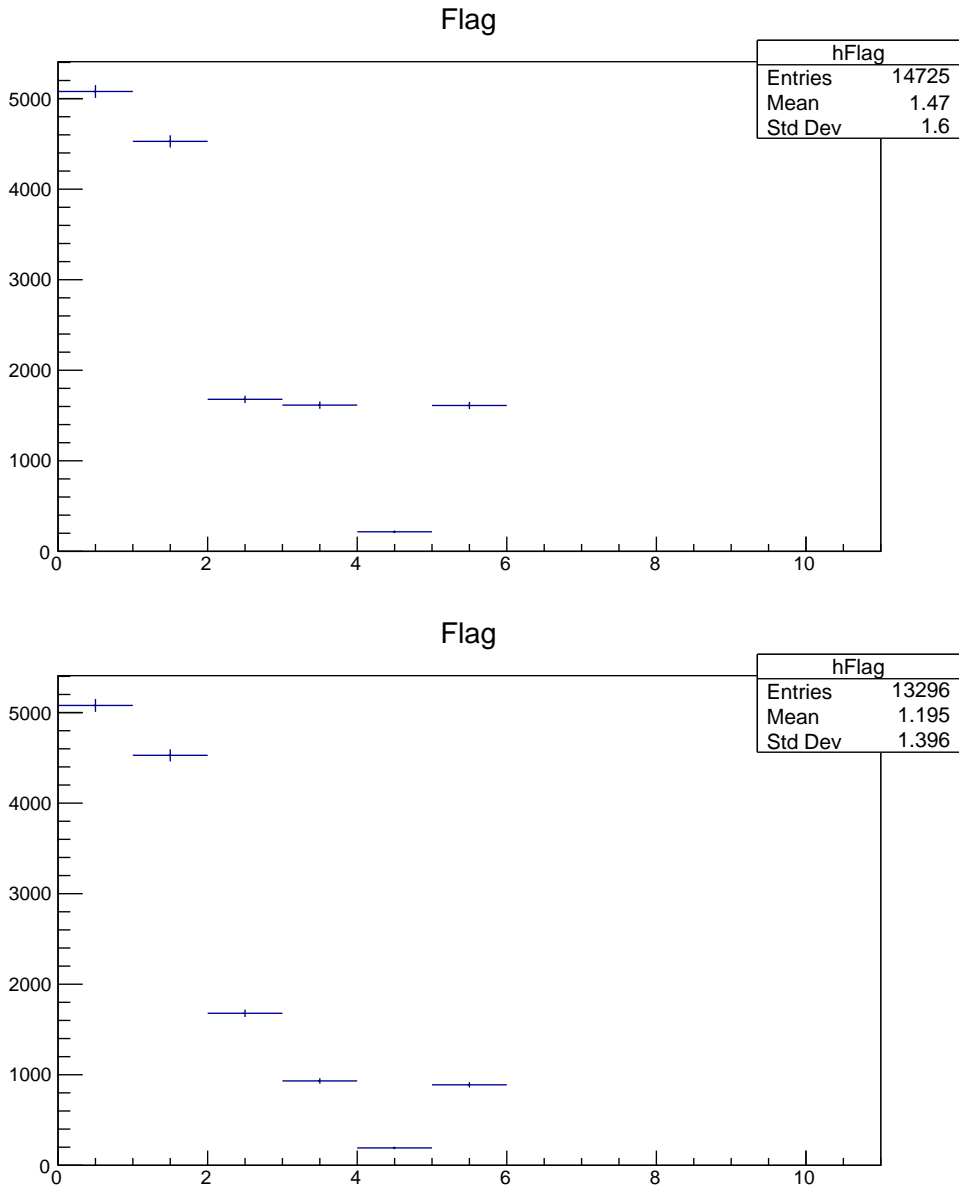 Flag
hFlag
Entries 14725
Mean 1.47
Std Dev 1.6
5000
4000
3000
2000
1000
0
0 2 4 6 8 10
Flag
hFlag
Entries 13296
Mean 1.195
Std Dev 1.396
5000
4000
3000
2000
1000
0
0 2 4 6 8 10